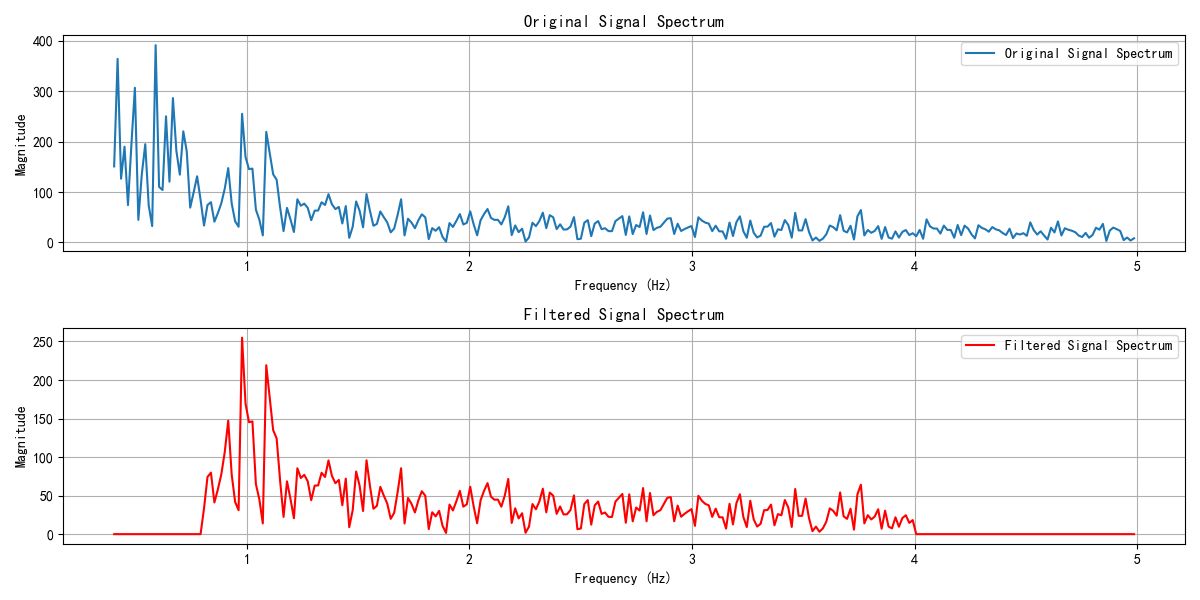 Original Signal Spectrum
400
300
200
100
0
Magnitude
Original Signal Spectrum
1
2
3
4
5
Frequency (Hz)
Filtered Signal Spectrum
250
200
150
100
50
0
Magnitude
Filtered Signal Spectrum
1
2
3
4
5
Frequency (Hz)